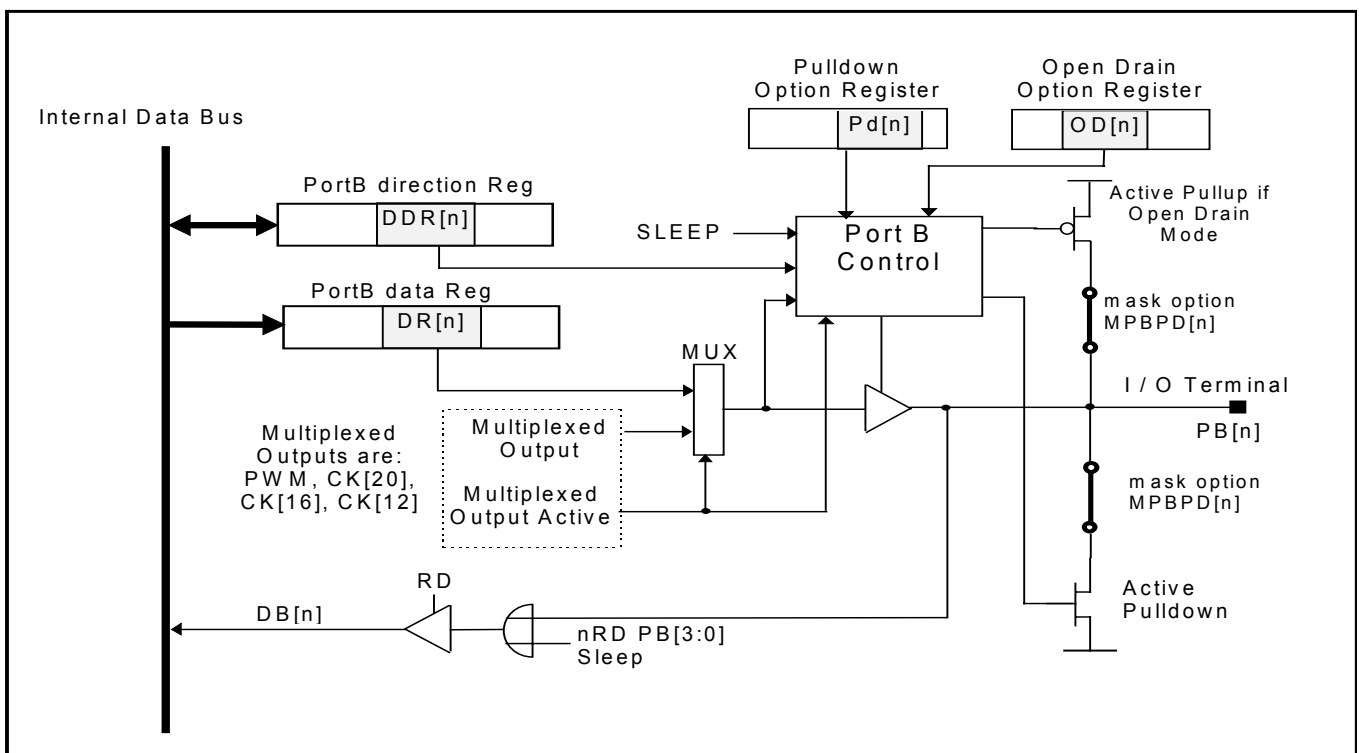 Pulldown
Option Register
Pd[n]
Open Drain
Option Register
OD[n]
Internal Data Bus
PortB direction Reg
DDR[n]
SLEEP
Port B
Control
Active Pullup if
Open Drain
Mode
PortB data Reg
DR[n]
mask option
MPBPD[n]
MUX
I / O Terminal
PB[n]
Multiplexed
Outputs are:
PWM, CK[20],
CK[16], CK[12]
Multiplexed
Output
Multiplexed
Output Active
mask option
MPBPD[n]
RD
DB[n]
nRD PB[3:0]
Sleep
Active
Pulldown